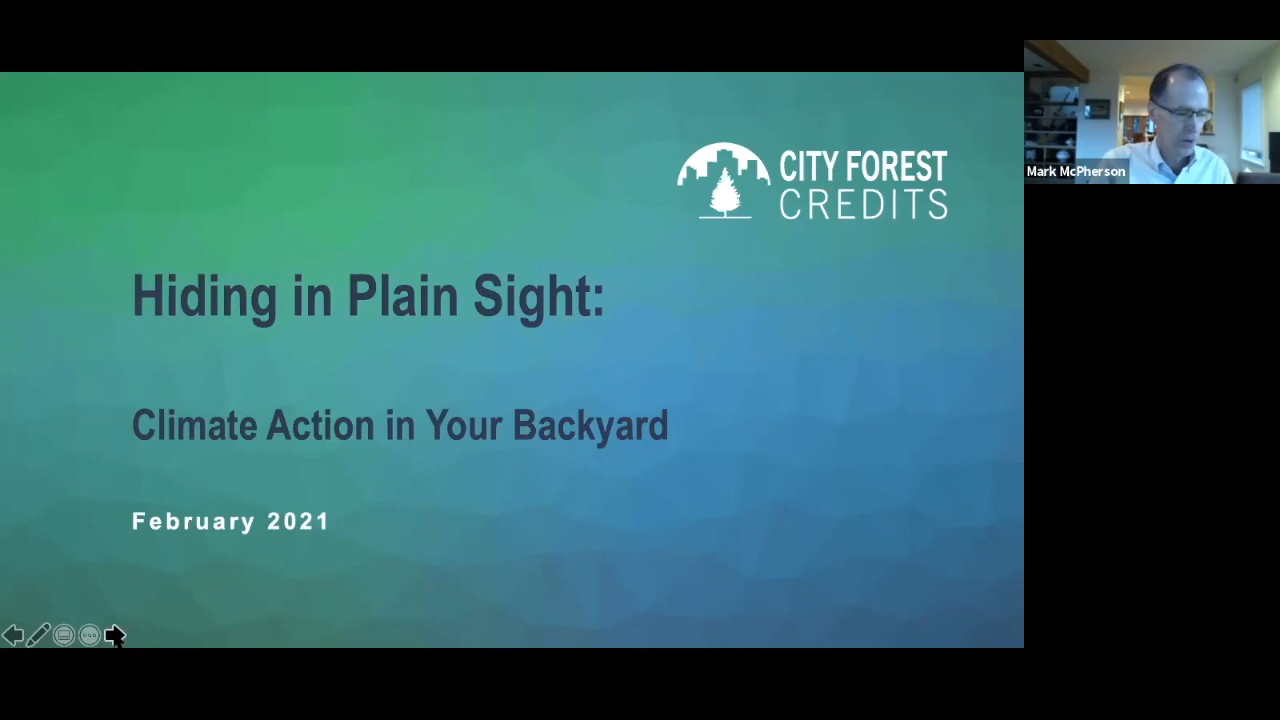 CITY FOREST
CREDITS
Hiding in Plain Sight:
Climate Action in Your Backyard
February 2021
Mark McPherson